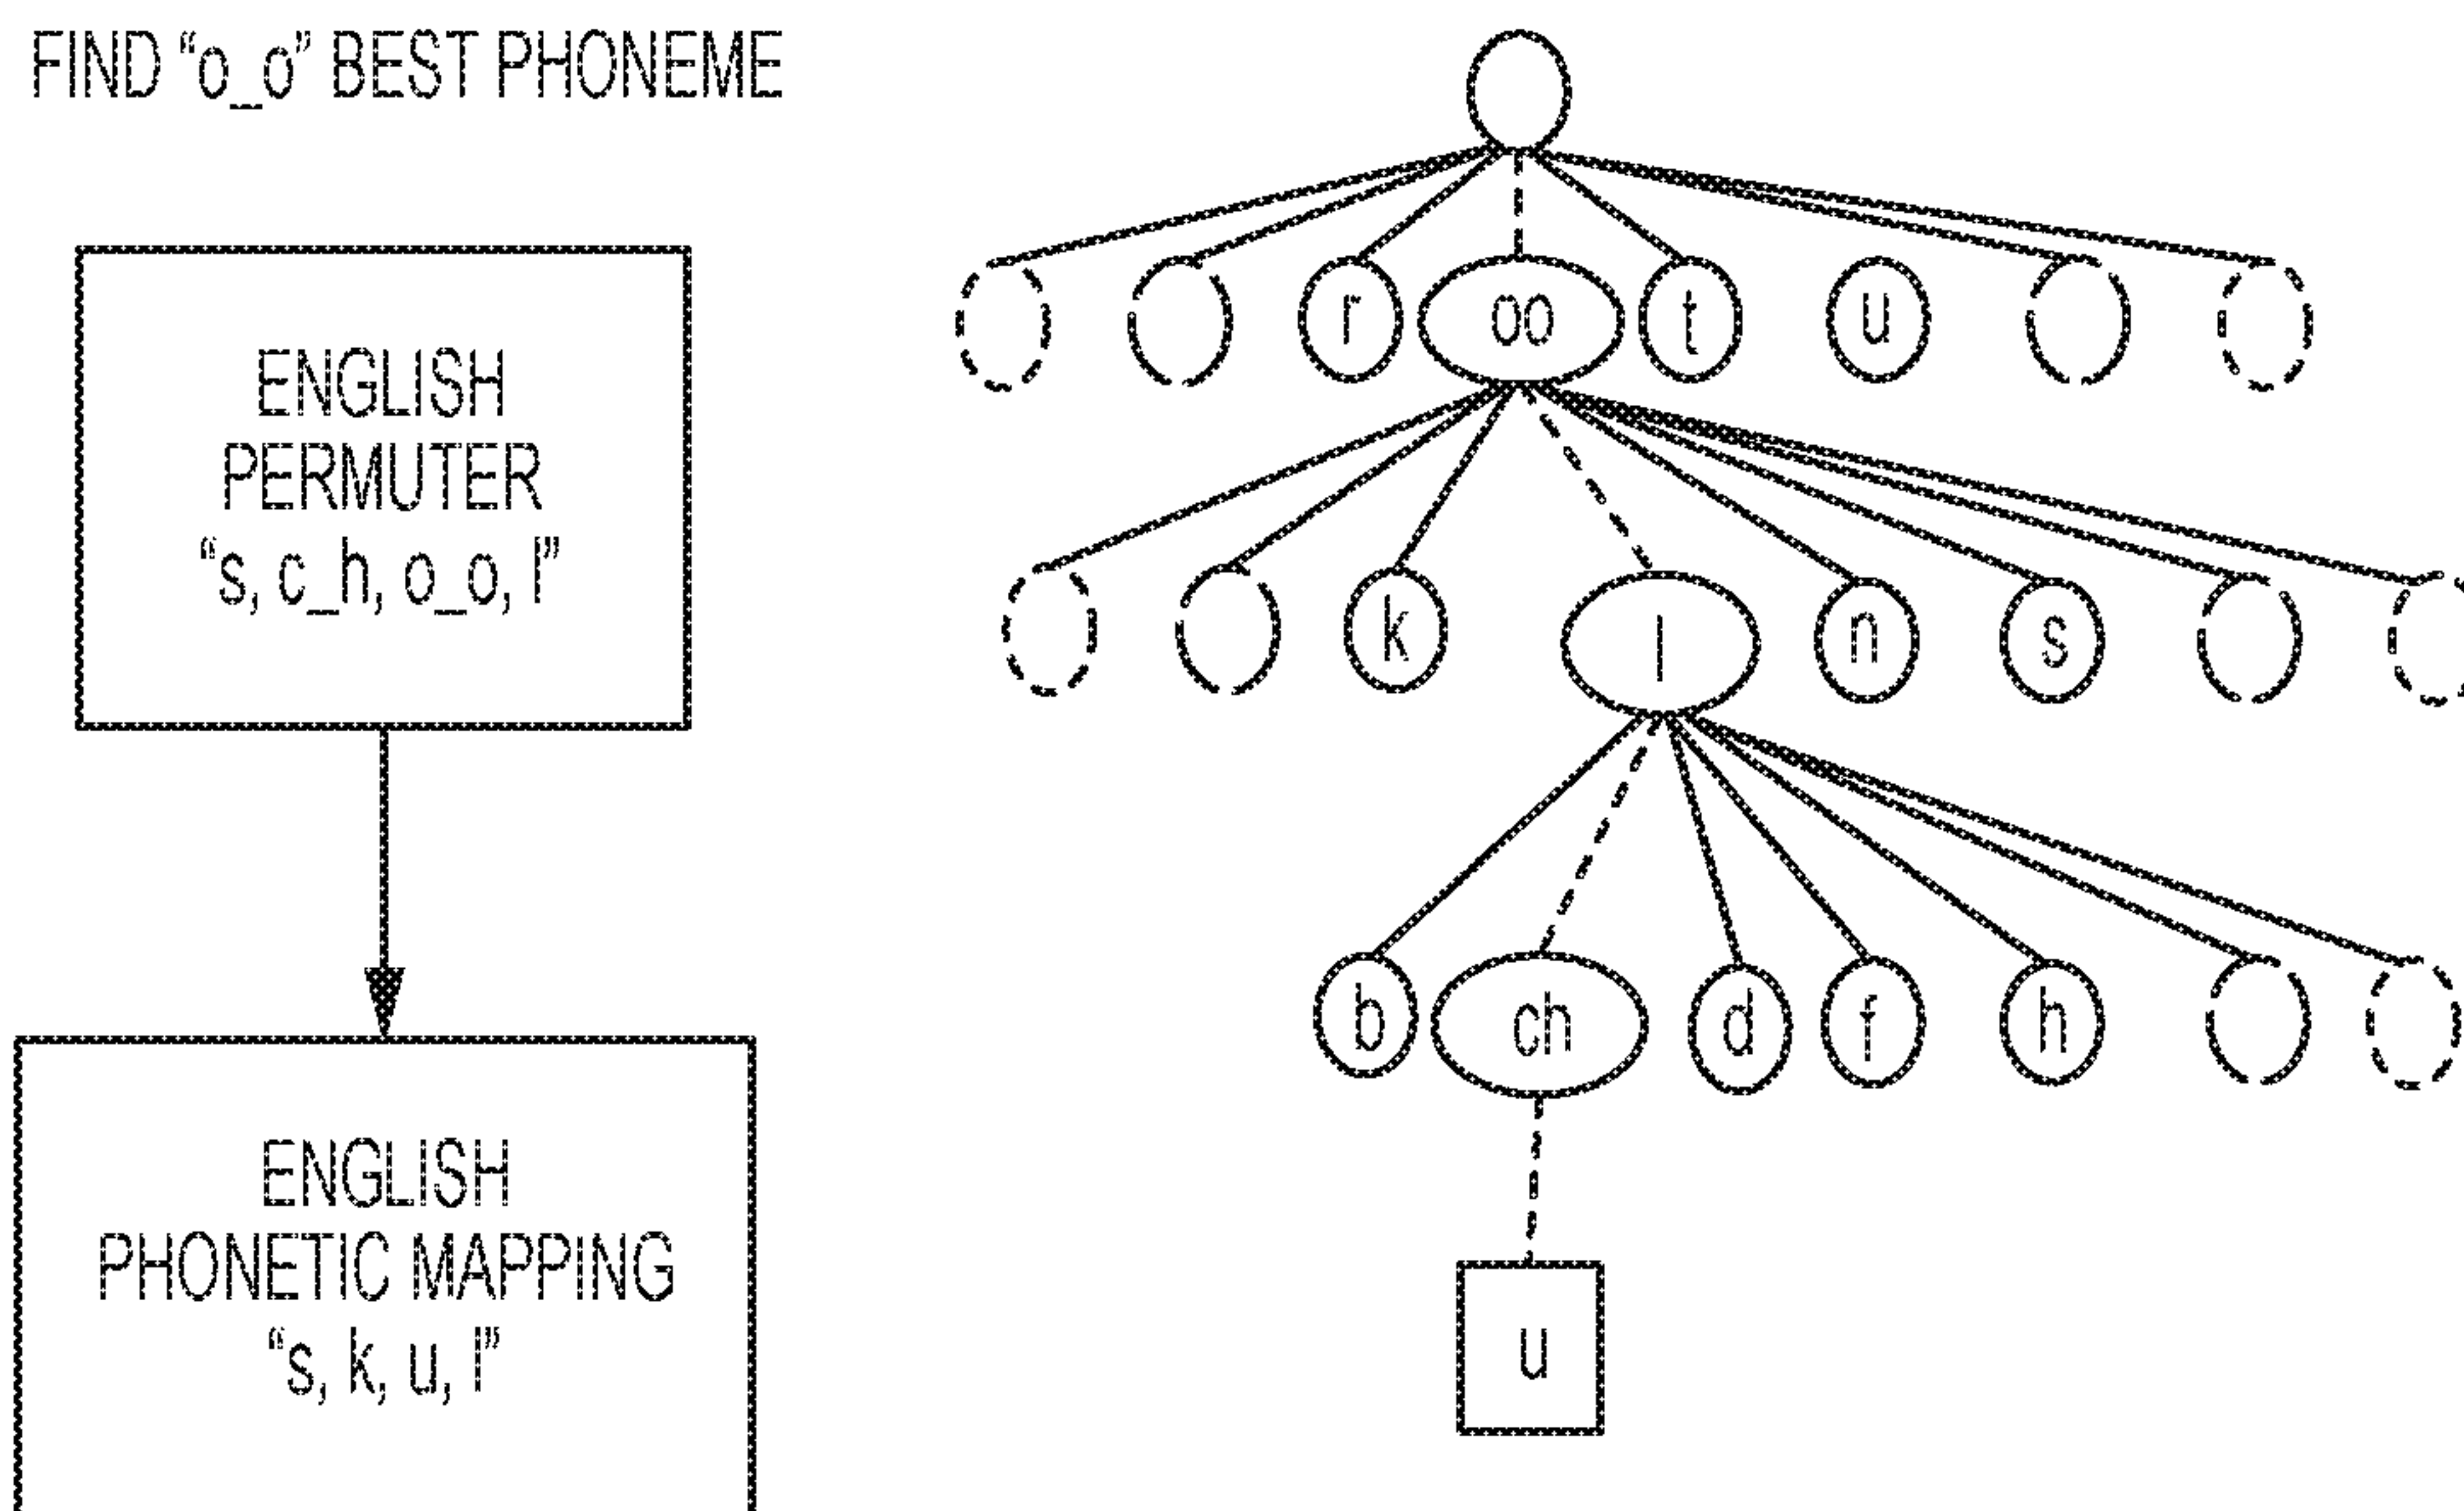 FIND “o_o” BEST PHONEME
ENGLISH
PERMUTER
“s, c_h, o_o, l”
ENGLISH
PHONETIC MAPPING
“s, k, u, l”
r oo t u
k l n s
b ch d f h
u